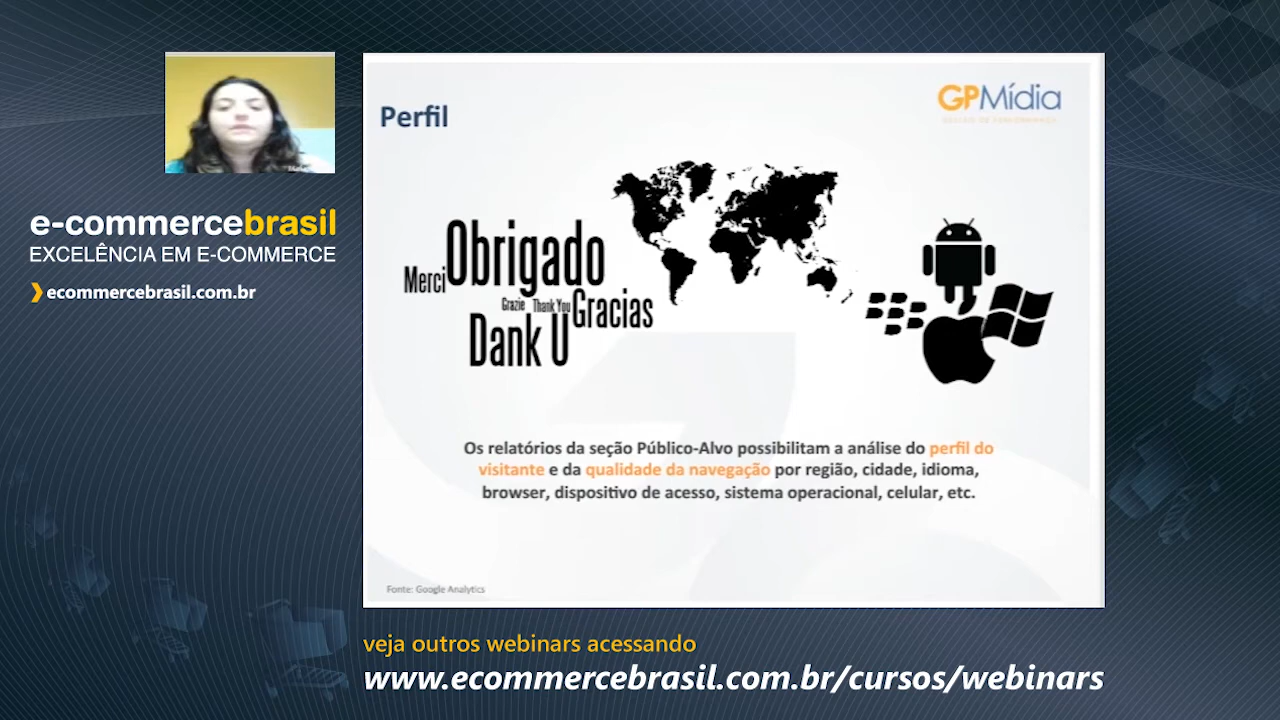 e-commercebrasil
EXCELÊNCIA EM E-COMMERCE
ecommercebrasil.com.br
Perfil
GPMídia
Merci
Obrigado
Grazie
Thank You
Gracias
Dank U
Os relatórios da seção Público-Alvo possibilitam a análise do perfil do
visitante e da qualidade da navegação por região, cidade, idioma,
browser, dispositivo de acesso, sistema operacional, celular, etc.
Fonte: Google Analytics
veja outros webinars acessando
www.ecommercebrasil.com.br/cursos/webinars